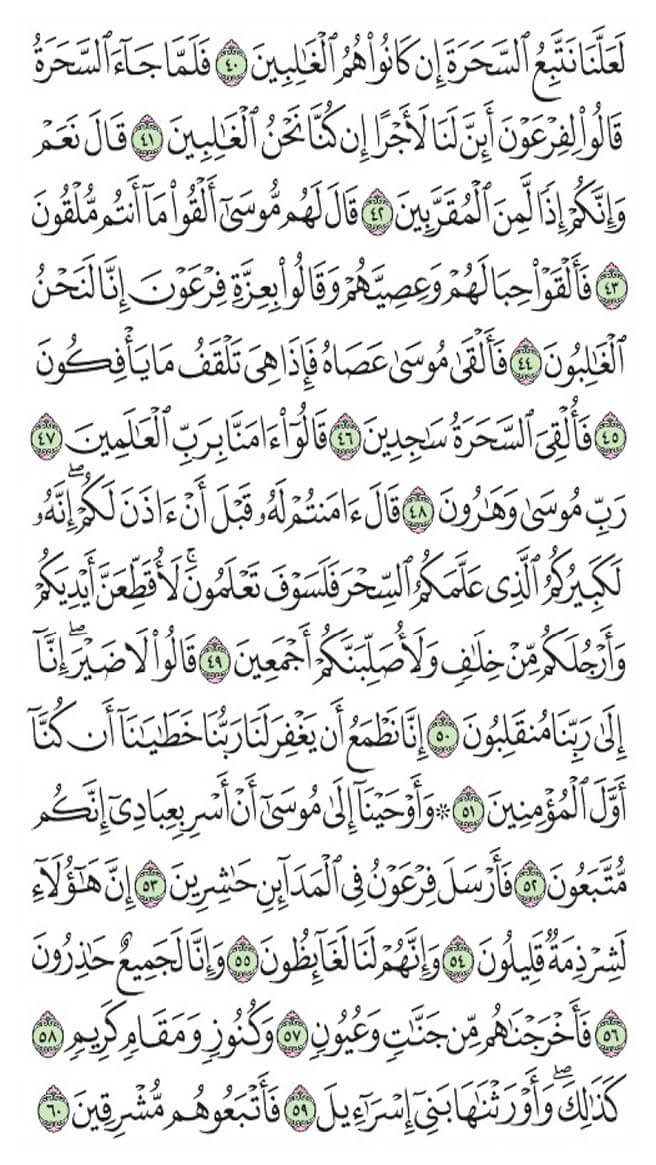 لَعَلَّنَا نَتَّبِعُ ٱلسَّحَرَةَ إِن كَانُواْ هُمُ ٱلۡغَٰلِبِينَ ٤٠ فَلَمَّا جَآءَ ٱلسَّحَرَةُ
قَالُواْ لِفِرۡعَوۡنَ أَئِنَّ لَنَا لَأَجۡرًا إِن كُنَّا نَحۡنُ ٱلۡغَٰلِبِينَ ٤١ قَالَ نَعَمۡ
وَإِنَّكُمۡ إِذٗا لَّمِنَ ٱلۡمُقَرَّبِينَ ٤٢ قَالَ لَهُم مُّوسَىٰٓ أَلۡقُواْ مَآ أَنتُم مُّلۡقُونَ
٤٣ فَأَلۡقَوۡاْ حِبَالَهُمۡ وَعِصِيَّهُمۡ وَقَالُواْ بِعِزَّةِ فِرۡعَوۡنَ إِنَّا لَنَحۡنُ
ٱلۡغَٰلِبُونَ ٤٤ فَأَلۡقَىٰ مُوسَىٰ عَصَاهُ فَإِذَا هِيَ تَلۡقَفُ مَا يَأۡفِكُونَ
٤٥ فَأُلۡقِيَ ٱلسَّحَرَةُ سَٰجِدِينَ ٤٦ قَالُوٓاْ ءَامَنَّا بِرَبِّ ٱلۡعَٰلَمِينَ ٤٧
رَبِّ مُوسَىٰ وَهَٰرُونَ ٤٨ قَالَ ءَامَنتُمۡ لَهُۥ قَبۡلَ أَنۡ ءَاذَنَ لَكُمۡۖ إِنَّهُۥ
لَكَبِيرُكُمُ ٱلَّذِي عَلَّمَكُمُ ٱلسِّحۡرَ فَلَسَوۡفَ تَعۡلَمُونَۚ لَأُقَطِّعَنَّ أَيۡدِيَكُمۡ
وَأَرۡجُلَكُم مِّنۡ خِلَٰفٖ وَلَأُصَلِّبَنَّكُمۡ أَجۡمَعِينَ ٤٩ قَالُواْ لَا ضَيۡرَۖ إِنَّآ
إِلَىٰ رَبِّنَا مُنقَلِبُونَ ٥٠ إِنَّا نَطۡمَعُ أَن يَغۡفِرَ لَنَا رَبُّنَا خَطَٰيَٰنَآ أَن كُنَّآ
أَوَّلَ ٱلۡمُؤۡمِنِينَ ٥١ ۞ وَأَوۡحَيۡنَآ إِلَىٰ مُوسَىٰٓ أَنۡ أَسۡرِ بِعِبَادِيٓ إِنَّكُم
مُّتَّبَعُونَ ٥٢ فَأَرۡسَلَ فِرۡعَوۡنُ فِي ٱلۡمَدَآئِنِ حَٰشِرِينَ ٥٣ إِنَّ هَٰٓؤُلَآءِ
لَشِرۡذِمَةٞ قَلِيلُونَ ٥٤ وَإِنَّهُمۡ لَنَا لَغَآئِظُونَ ٥٥ وَإِنَّا لَجَمِيعٌ حَٰذِرُونَ
٥٦ فَأَخۡرَجۡنَٰهُم مِّن جَنَّٰتٖ وَعُيُونٖ ٥٧ وَكُنُوزٖ وَمَقَامٖ كَرِيمٖ ٥٨
كَذَٰلِكَۖ وَأَوۡرَثۡنَٰهَا بَنِيٓ إِسۡرَٰٓءِيلَ ٥٩ فَأَتۡبَعُوهُم مُّشۡرِقِينَ ٦٠